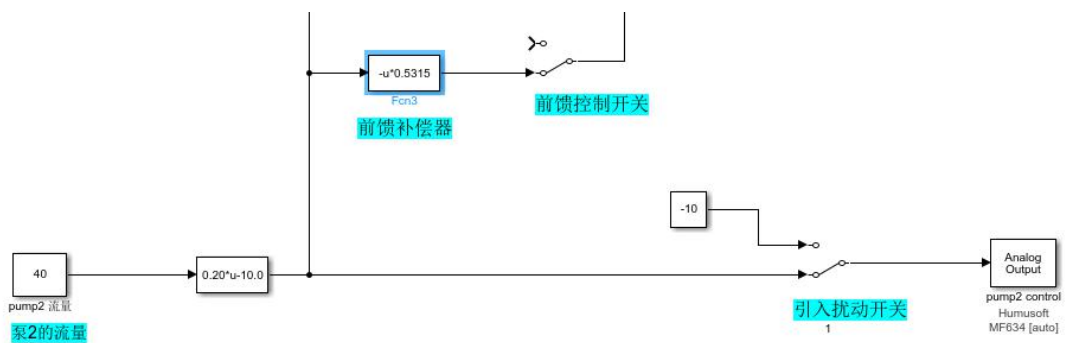 -u*0.5315
Fcn3
前馈补偿器
前馈控制开关
-10
40
pump2 流量
泵2的流量
0.20*u-10.0
引入扰动开关
1
Analog
Output
pump2 control
Humusoft
MF634 [auto]